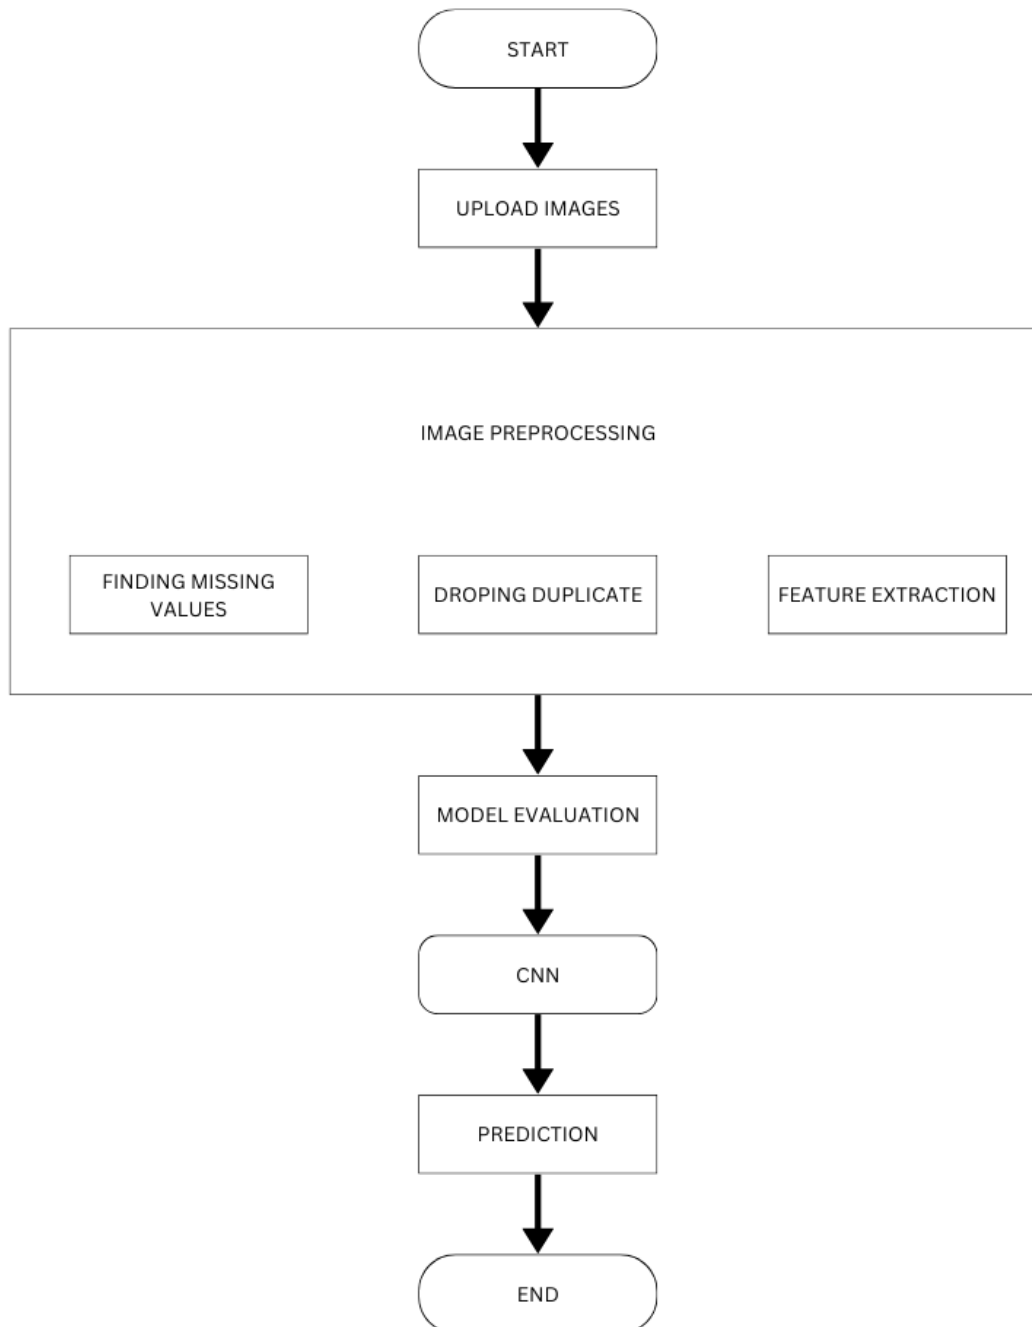 START
UPLOAD IMAGES
IMAGE PREPROCESSING
FINDING MISSING
VALUES
DROPING DUPLICATE
FEATURE EXTRACTION
MODEL EVALUATION
CNN
PREDICTION
END